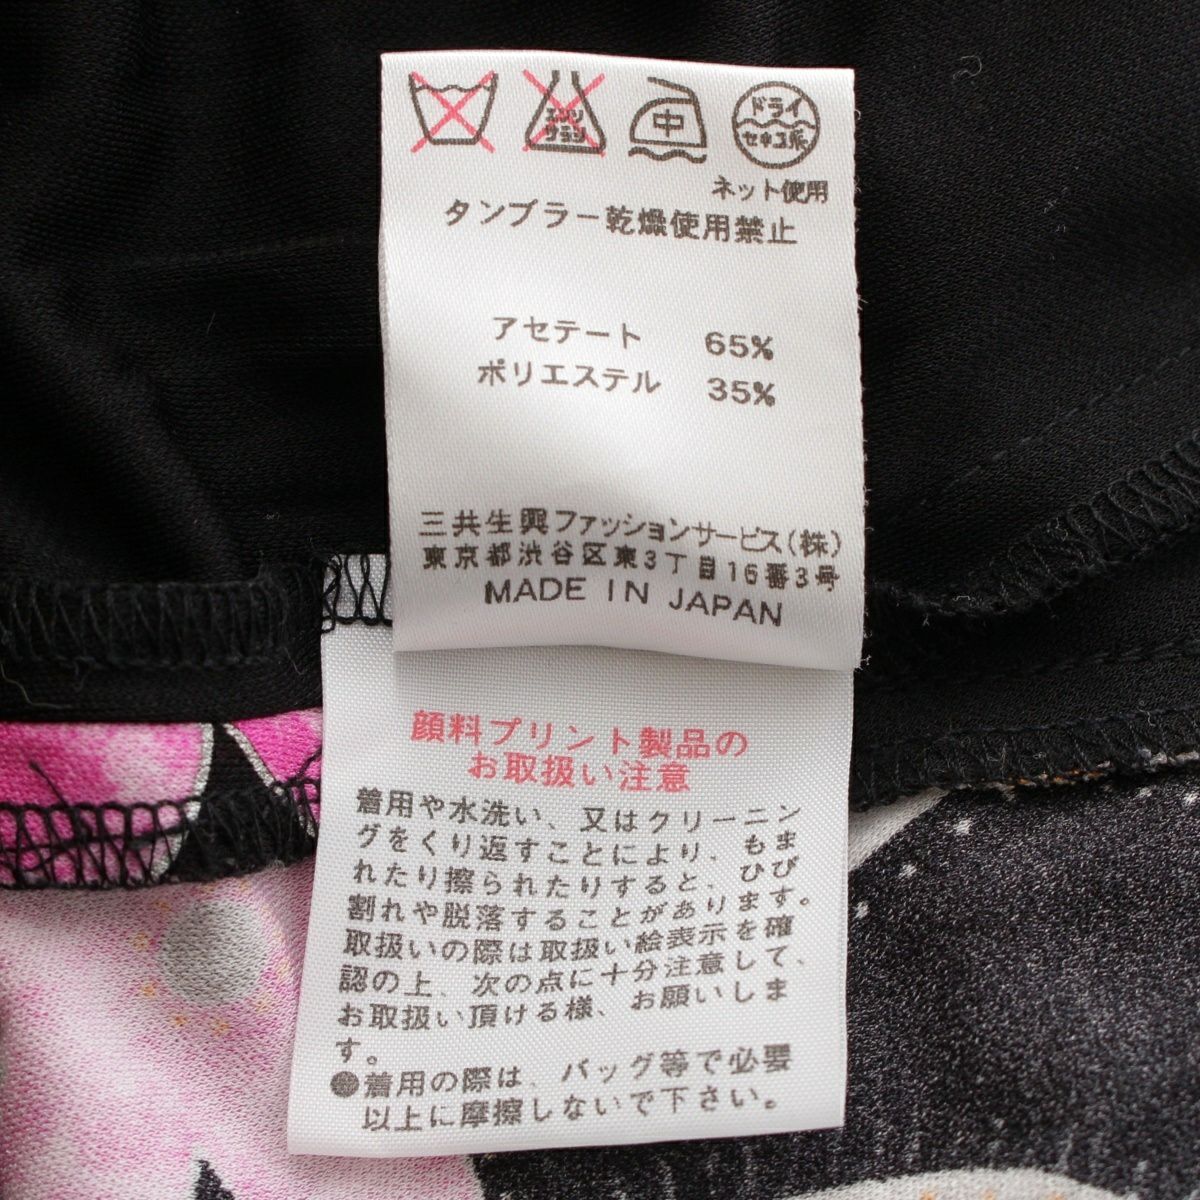 エンソ
サラシ
中
ドライ
セキユ系
ネット使用
タンブラー乾燥使用禁止
アセテート 65%
ポリエステル 35%
三共生興ファッションサービス(株)
東京都渋谷区東3丁目16番3号
MADE IN JAPAN
顔料プリント製品の
お取扱い注意
着用や水洗い、又はクリーニン
グをくり返すことにより、もま
れたり擦られたりすると、ひび
割れや脱落することがあります。
取扱いの際は取扱い絵表示を確
認の上、次の点に十分注意して、
お取扱い頂ける様、お願いしま
す。
●着用の際は、バッグ等で必要
以上に摩擦しないで下さい。